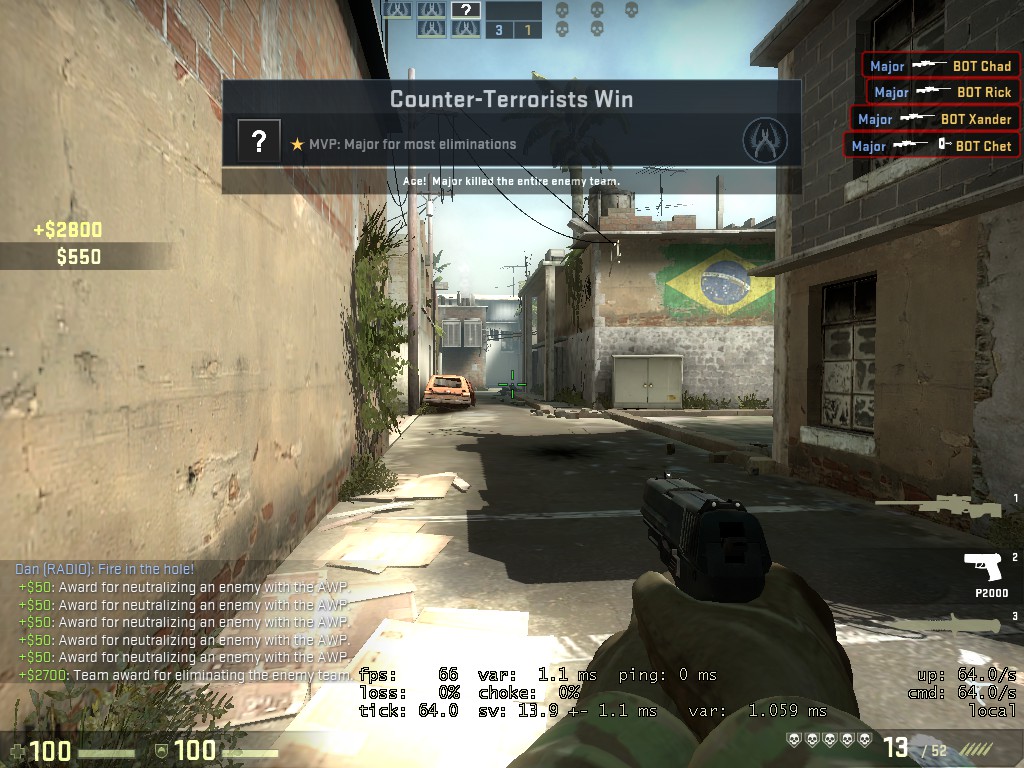 ?
3 1
Major BOT Chad
Major BOT Rick
Major BOT Xander
Major BOT Chet
Counter-Terrorists Win
?
MVP: Major for most eliminations
Ace! Major killed the entire enemy team.
+$2800
$550
1
2
P2000
3
Dan (RADIO): Fire in the hole!
+$50: Award for neutralizing an enemy with the AWP.
+$50: Award for neutralizing an enemy with the AWP.
+$50: Award for neutralizing an enemy with the AWP.
+$50: Award for neutralizing an enemy with the AWP.
+$50: Award for neutralizing an enemy with the AWP.
+$2700: Team award for eliminating the enemy team.
fps: 66 var: 1.1 ms ping: 0 ms
loss: 0% choke: 0%
tick: 64.0 sv: 13.9 +- 1.1 ms var: 1.059 ms
up: 64.0/s
cmd: 64.0/s
local
100 100
13 / 52